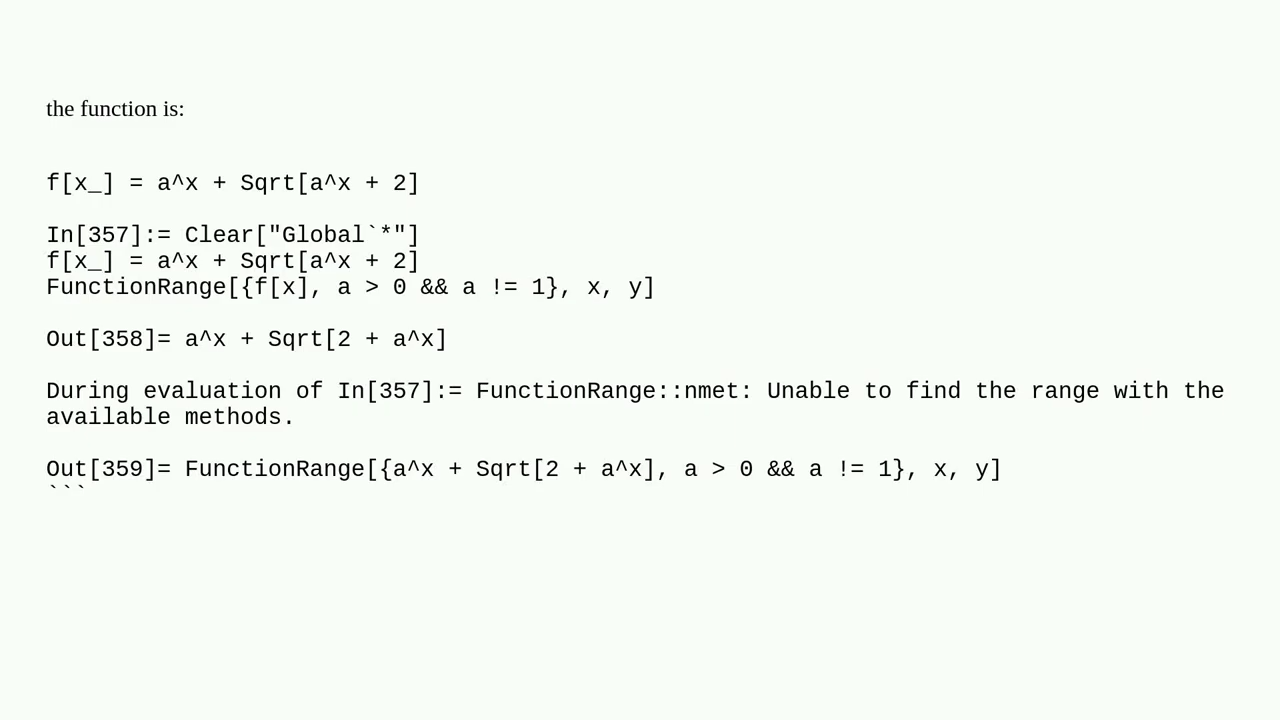 the function is:
f[x_] = a^x + Sqrt[a^x + 2]
In[357]:= Clear["Global`*"]
f[x_] = a^x + Sqrt[a^x + 2]
FunctionRange[{f[x], a > 0 && a != 1}, x, y]
Out[358]= a^x + Sqrt[2 + a^x]
During evaluation of In[357]:= FunctionRange::nmet: Unable to find the range with the
available methods.
Out[359]= FunctionRange[{a^x + Sqrt[2 + a^x], a > 0 && a != 1}, x, y]
```